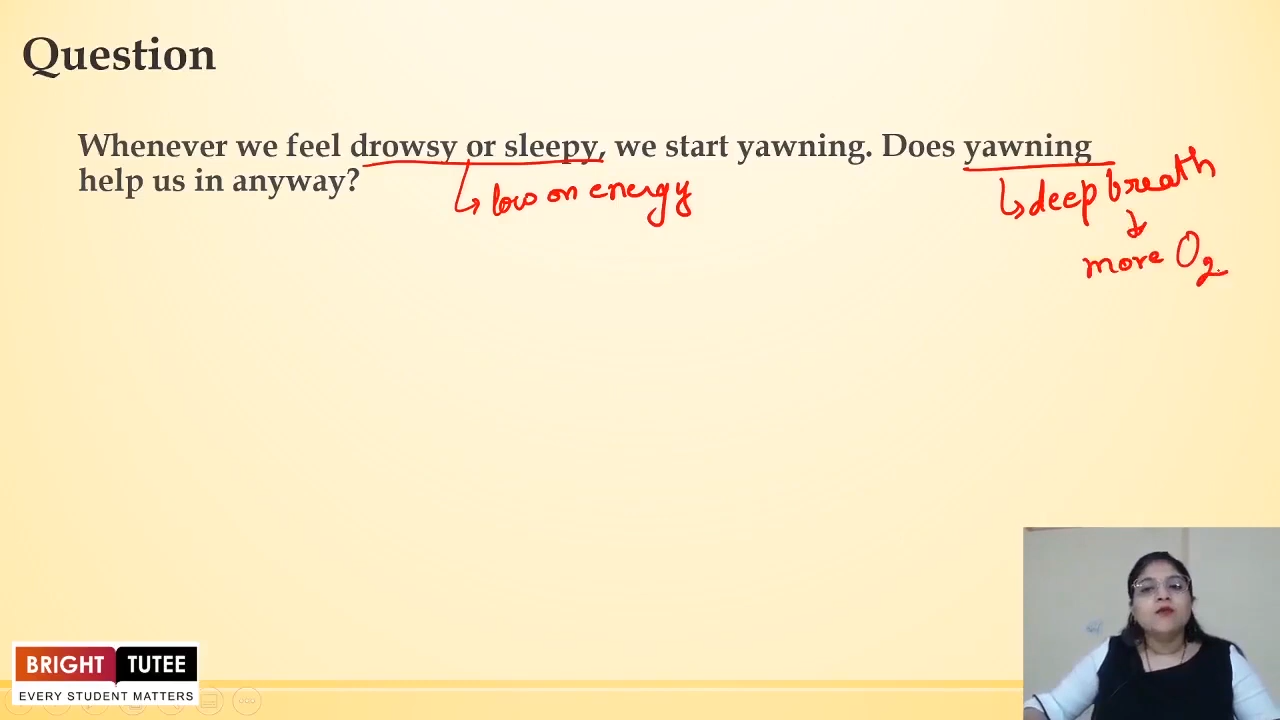 Question
Whenever we feel drowsy or sleepy, we start yawning. Does yawning
help us in anyway?
low on energy
deep breath
more O₂
BRIGHT TUTEE
EVERY STUDENT MATTERS